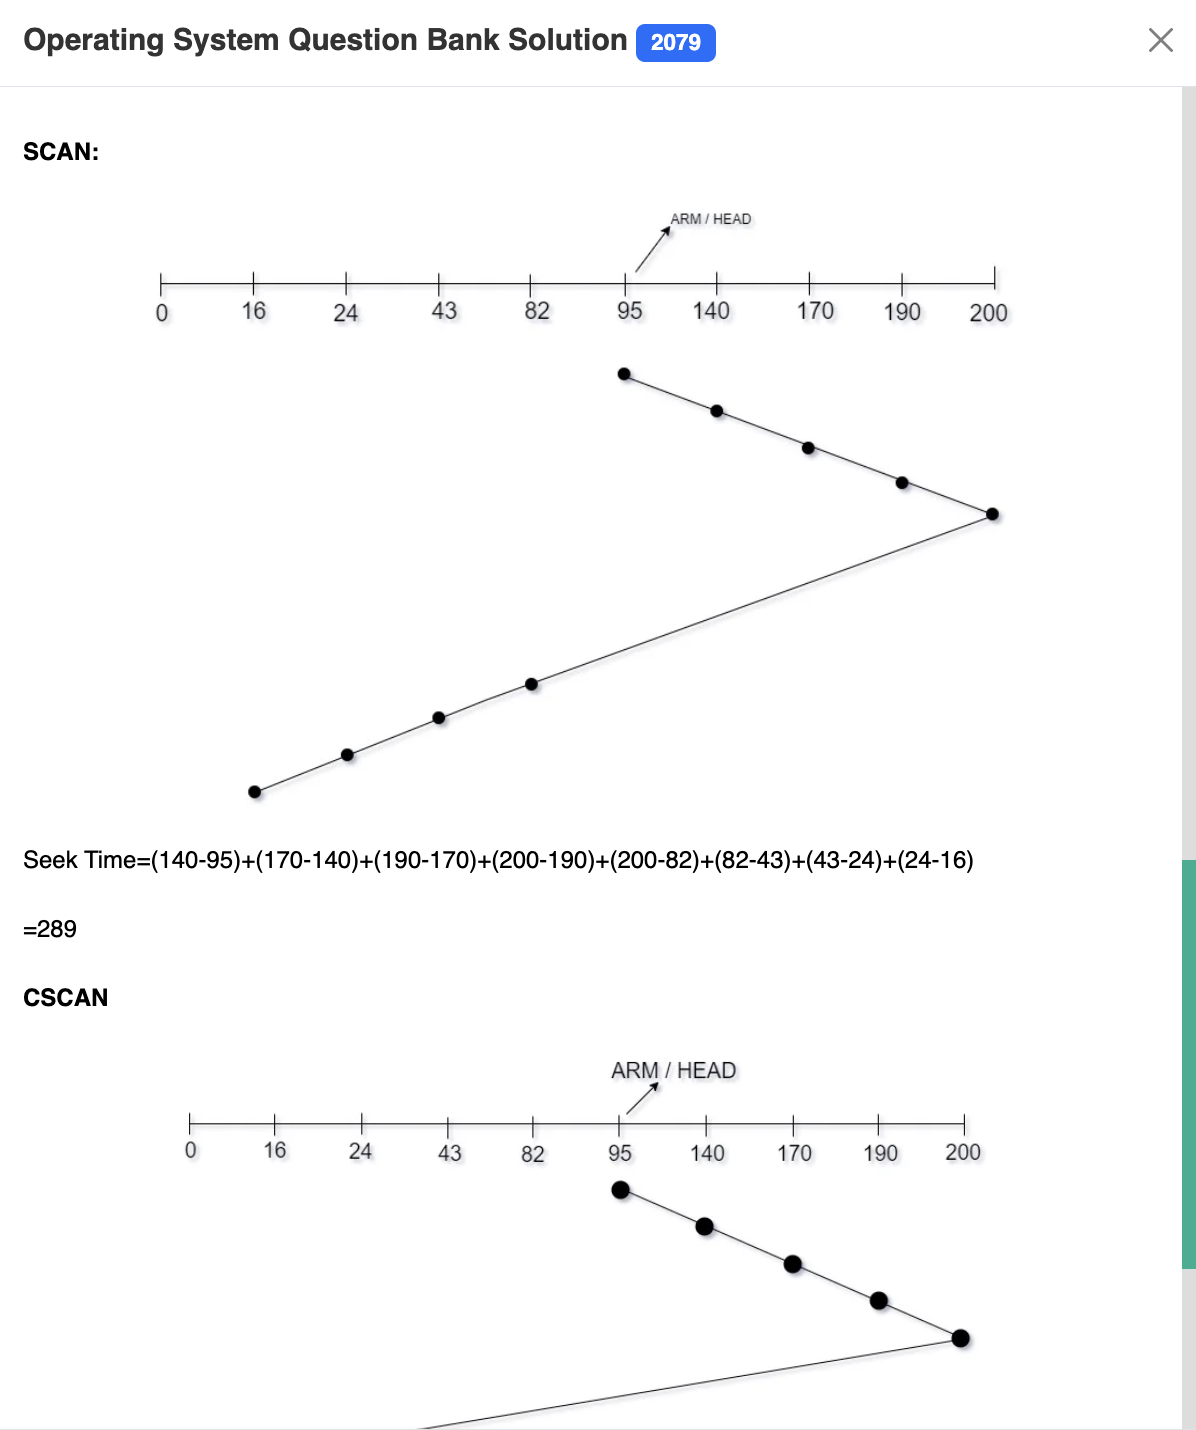 Operating System Question Bank Solution 2079
SCAN:
ARM / HEAD
0 16 24 43 82 95 140 170 190 200
Seek Time=(140-95)+(170-140)+(190-170)+(200-190)+(200-82)+(82-43)+(43-24)+(24-16)
=289
CSCAN
ARM / HEAD
0 16 24 43 82 95 140 170 190 200